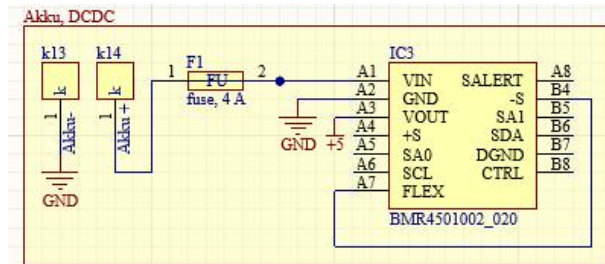 Akku, DCDC
k13
k14
k
k
1
1
Akku-
Akku +
GND
F1
1
FU
2
fuse, 4 A
GND
+5
IC3
A1 VIN SALERT A8
A2 GND -S B4
A3 VOUT SA1 B5
A4 +S SDA B6
A5 SA0 DGND B7
A6 SCL CTRL B8
A7 FLEX
BMR4501002_020